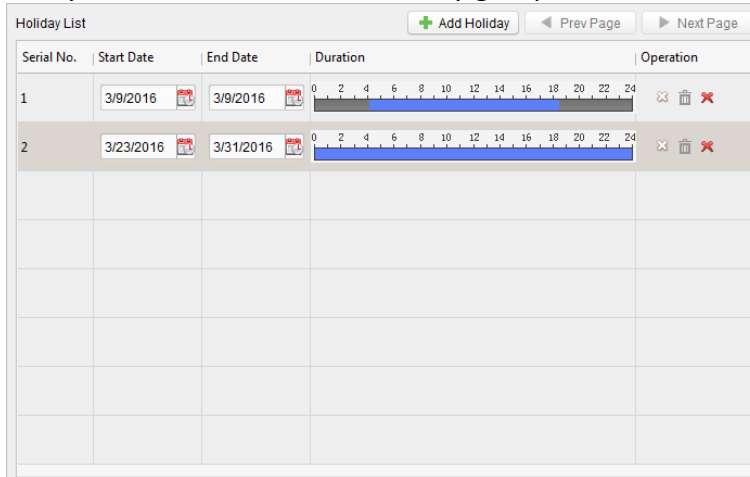 Holiday List
Add Holiday
Prev Page
Next Page
Serial No.
Start Date
End Date
Duration
Operation
1
3/9/2016
3/9/2016
0 2 4 6 8 10 12 14 16 18 20 22 24
2
3/23/2016
3/31/2016
0 2 4 6 8 10 12 14 16 18 20 22 24